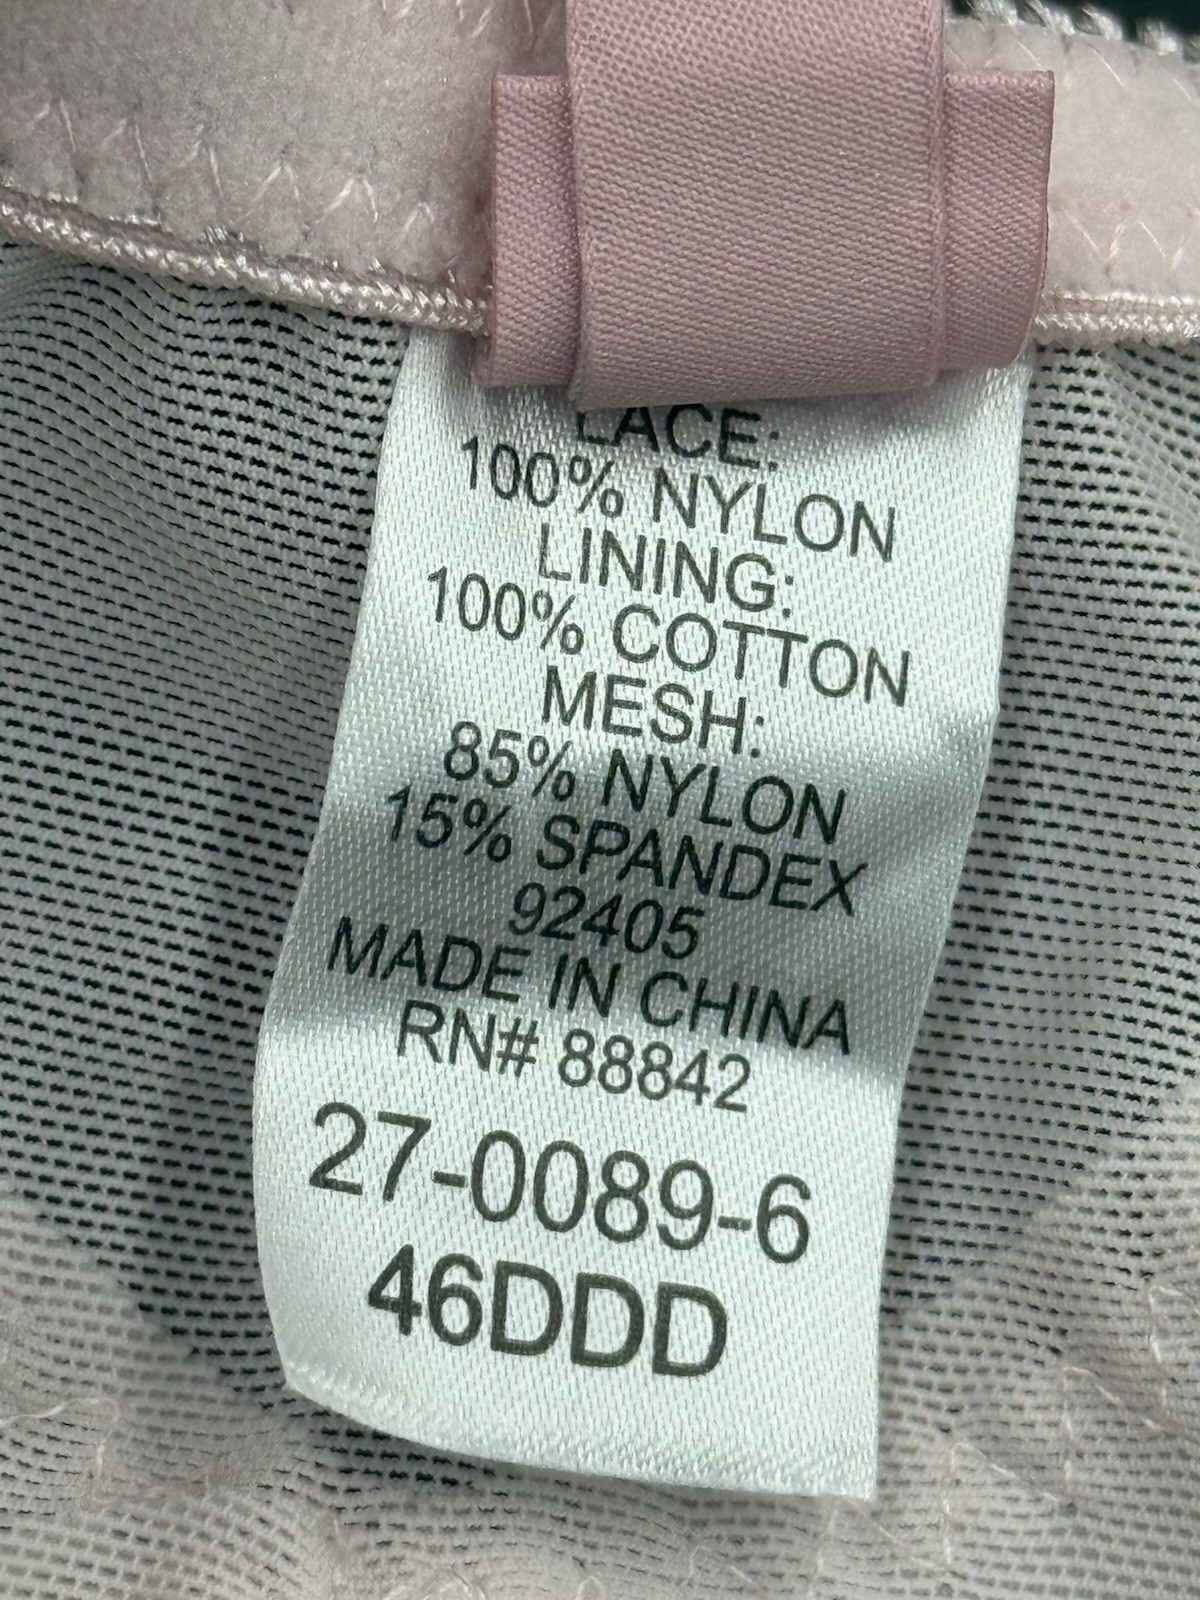 LACE:
100% NYLON
LINING:
100% COTTON
MESH:
85% NYLON
15% SPANDEX
92405
MADE IN CHINA
RN# 88842
27-0089-6
46DDD